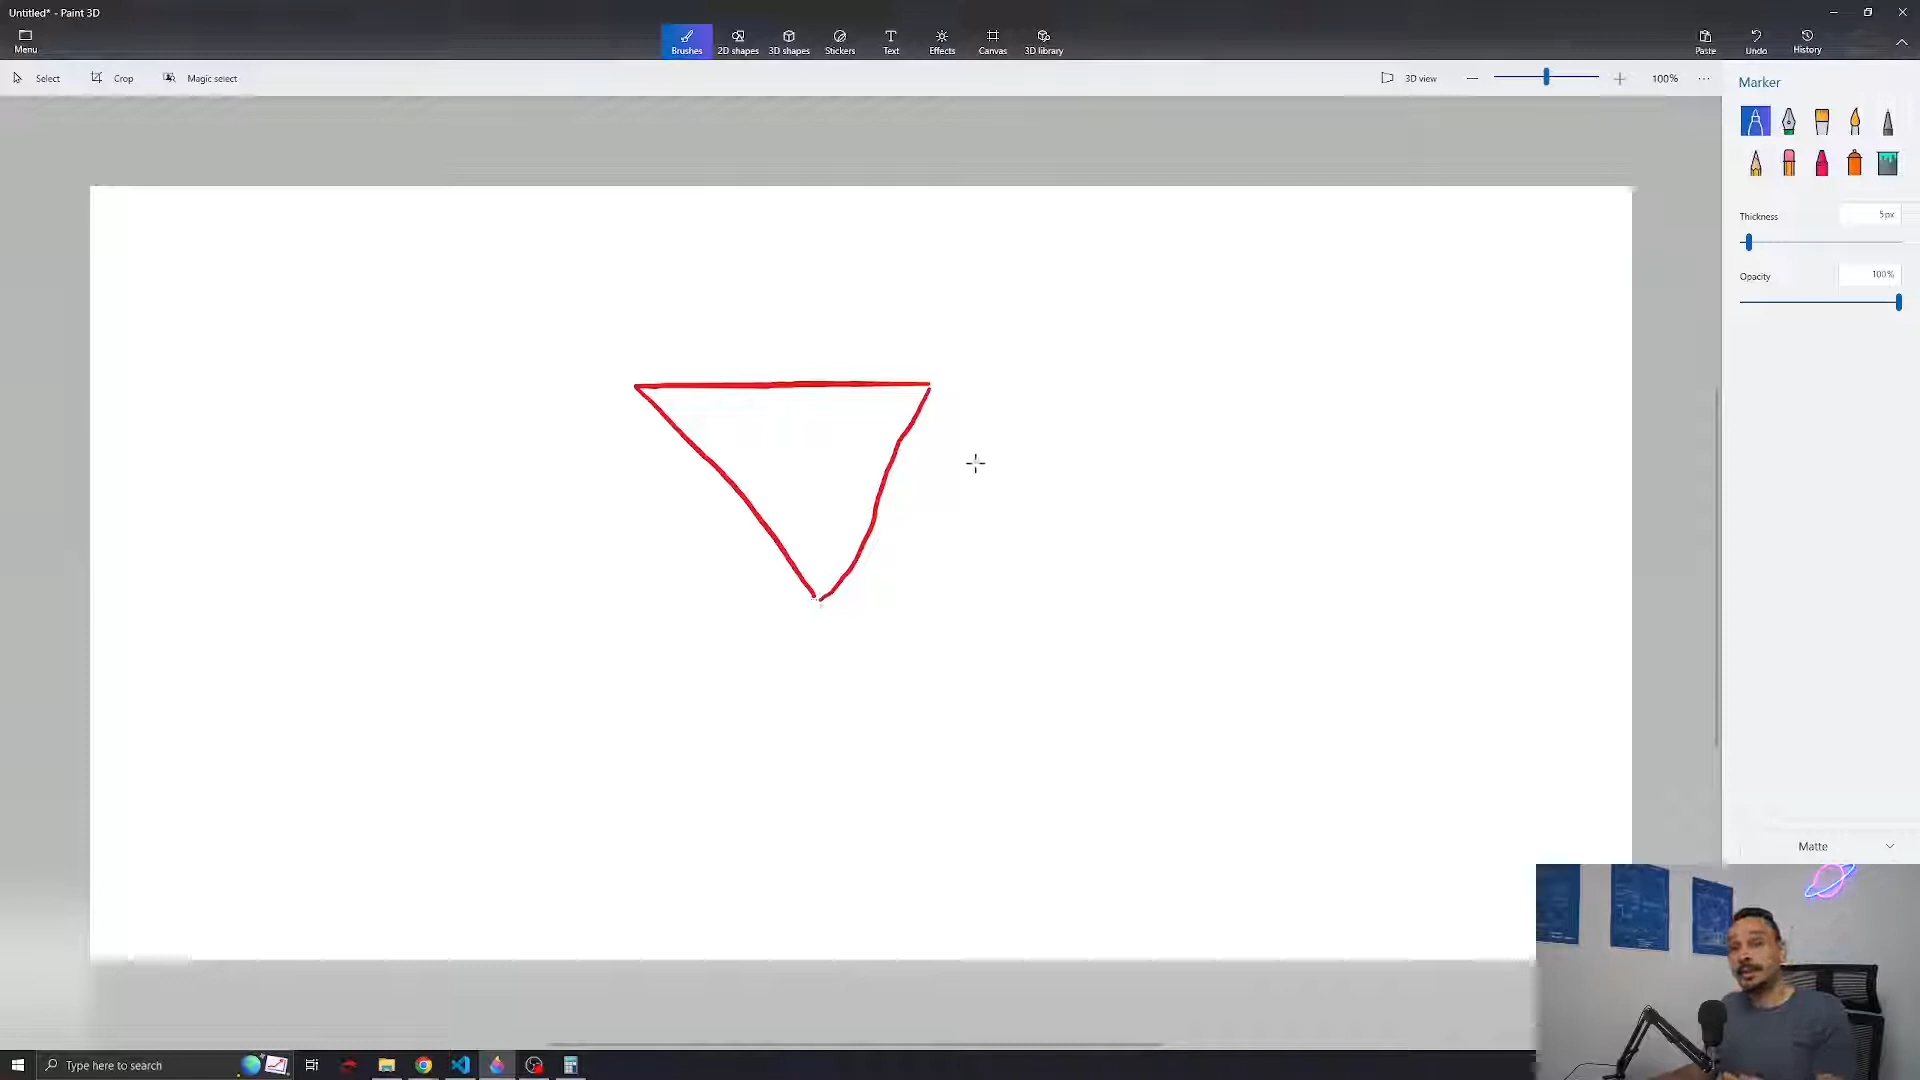 Untitled* - Paint 3D
Menu
Brushes
2D shapes
3D shapes
Stickers
Text
Effects
Canvas
3D library
Paste
Undo
History
Select
Crop
Magic select
3D view
100%
Marker
Thickness
5px
Opacity
100%
Matte
Type here to search